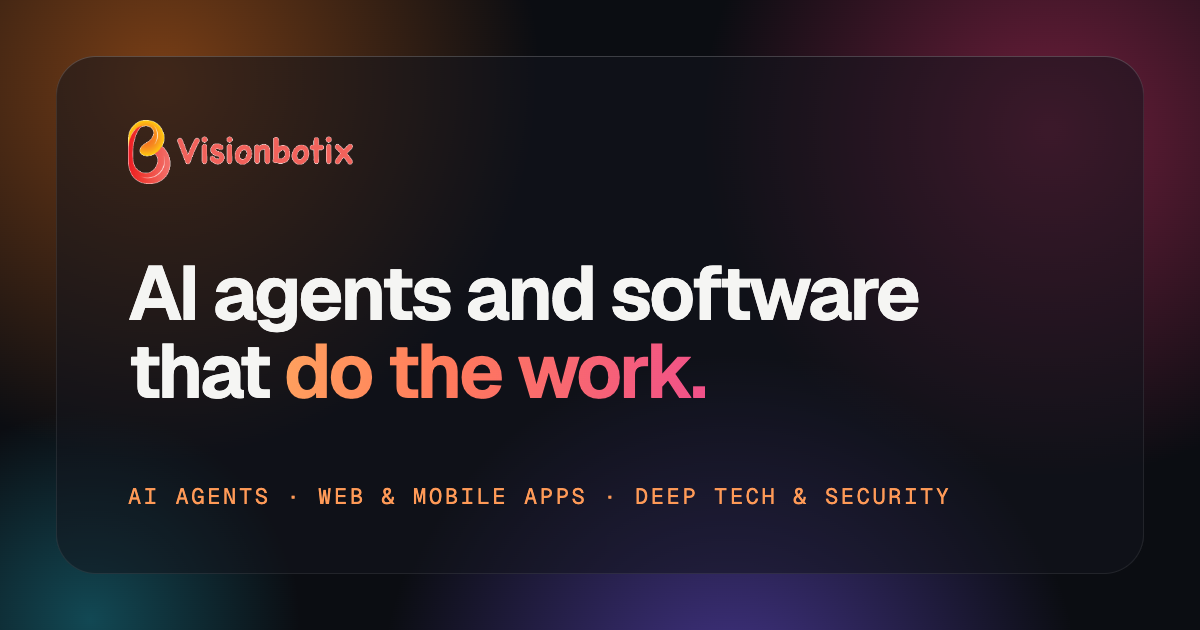 Visionbotix
AI agents and software
that do the work.
AI AGENTS · WEB & MOBILE APPS · DEEP TECH & SECURITY